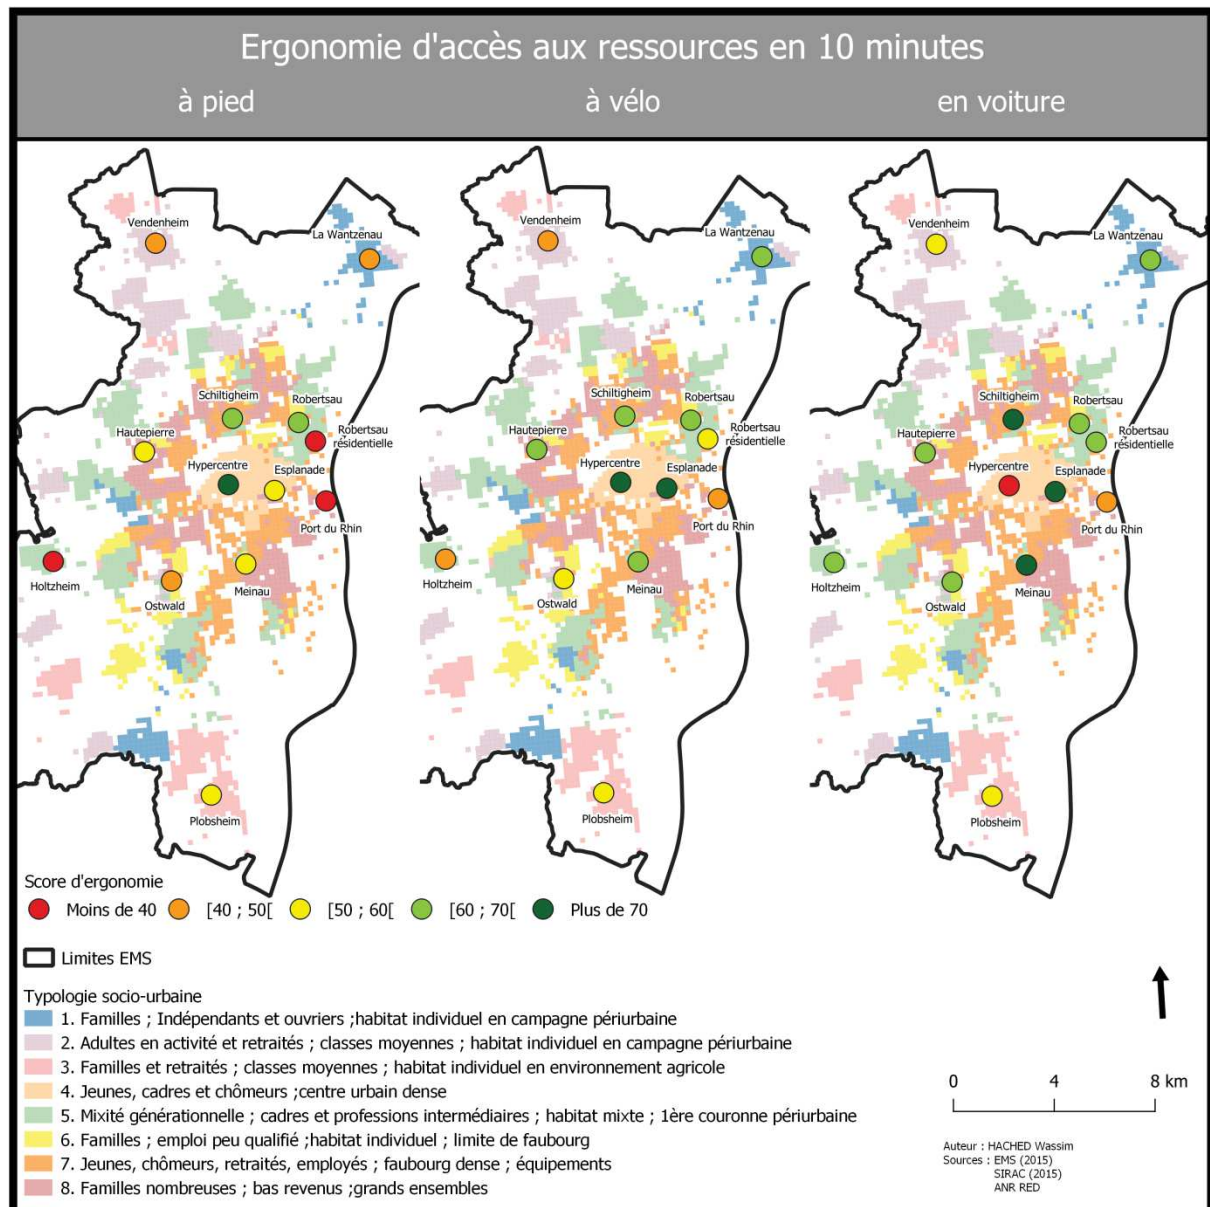 Ergonomie d'accès aux ressources en 10 minutes
à pied
à vélo
en voiture
Vendenheim
La Wantzenau
Schiltigheim
Robertsau
Hautepierre
Robertsau
résidentielle
Hypercentre
Esplanade
Port du Rhin
Holtzheim
Ostwald
Meinau
Plobsheim
Vendenheim
La Wantzenau
Schiltigheim
Robertsau
Hautepierre
Robertsau
résidentielle
Hypercentre
Esplanade
Port du Rhin
Holtzheim
Ostwald
Meinau
Plobsheim
Vendenheim
La Wantzenau
Schiltigheim
Robertsau
Hautepierre
Robertsau
résidentielle
Hypercentre
Esplanade
Port du Rhin
Holtzheim
Ostwald
Meinau
Plobsheim
Score d'ergonomie
Moins de 40 [40 ; 50[ [50 ; 60[ [60 ; 70[ Plus de 70
Limites EMS
Typologie socio-urbaine
1. Familles ; Indépendants et ouvriers ;habitat individuel en campagne périurbaine
2. Adultes en activité et retraités ; classes moyennes ; habitat individuel en campagne périurbaine
3. Familles et retraités ; classes moyennes ; habitat individuel en environnement agricole
4. Jeunes, cadres et chômeurs ;centre urbain dense
5. Mixité générationnelle ; cadres et professions intermédiaires ; habitat mixte ; 1ère couronne périurbaine
6. Familles ; emploi peu qualifié ;habitat individuel ; limite de faubourg
7. Jeunes, chômeurs, retraités, employés ; faubourg dense ; équipements
8. Familles nombreuses ; bas revenus ;grands ensembles
0 4 8 km
Auteur : HACHED Wassim
Sources : EMS (2015)
SIRAC (2015)
ANR RED